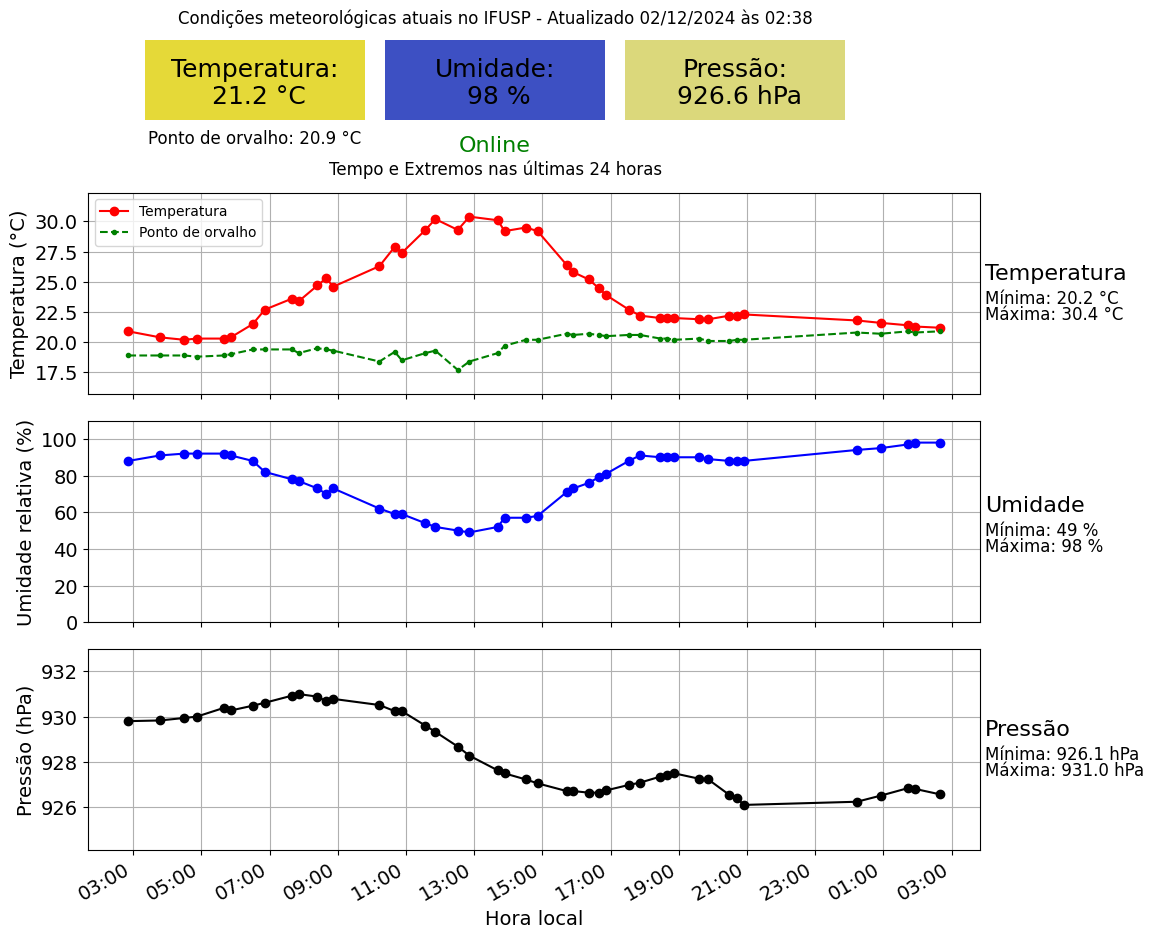 Condições meteorológicas atuais no IFUSP - Atualizado 02/12/2024 às 02:38
Temperatura:
21.2 °C
Umidade:
98 %
Pressão:
926.6 hPa
Ponto de orvalho: 20.9 °C
Online
Tempo e Extremos nas últimas 24 horas
Temperatura (°C)
30.0
27.5
25.0
22.5
20.0
17.5
Temperatura
Ponto de orvalho
Temperatura
Mínima: 20.2 °C
Máxima: 30.4 °C
Umidade relativa (%)
100
80
60
40
20
0
Umidade
Mínima: 49 %
Máxima: 98 %
Pressão (hPa)
932
930
928
926
Pressão
Mínima: 926.1 hPa
Máxima: 931.0 hPa
03:00 05:00 07:00 09:00 11:00 13:00 15:00 17:00 19:00 21:00 23:00 01:00 03:00
Hora local